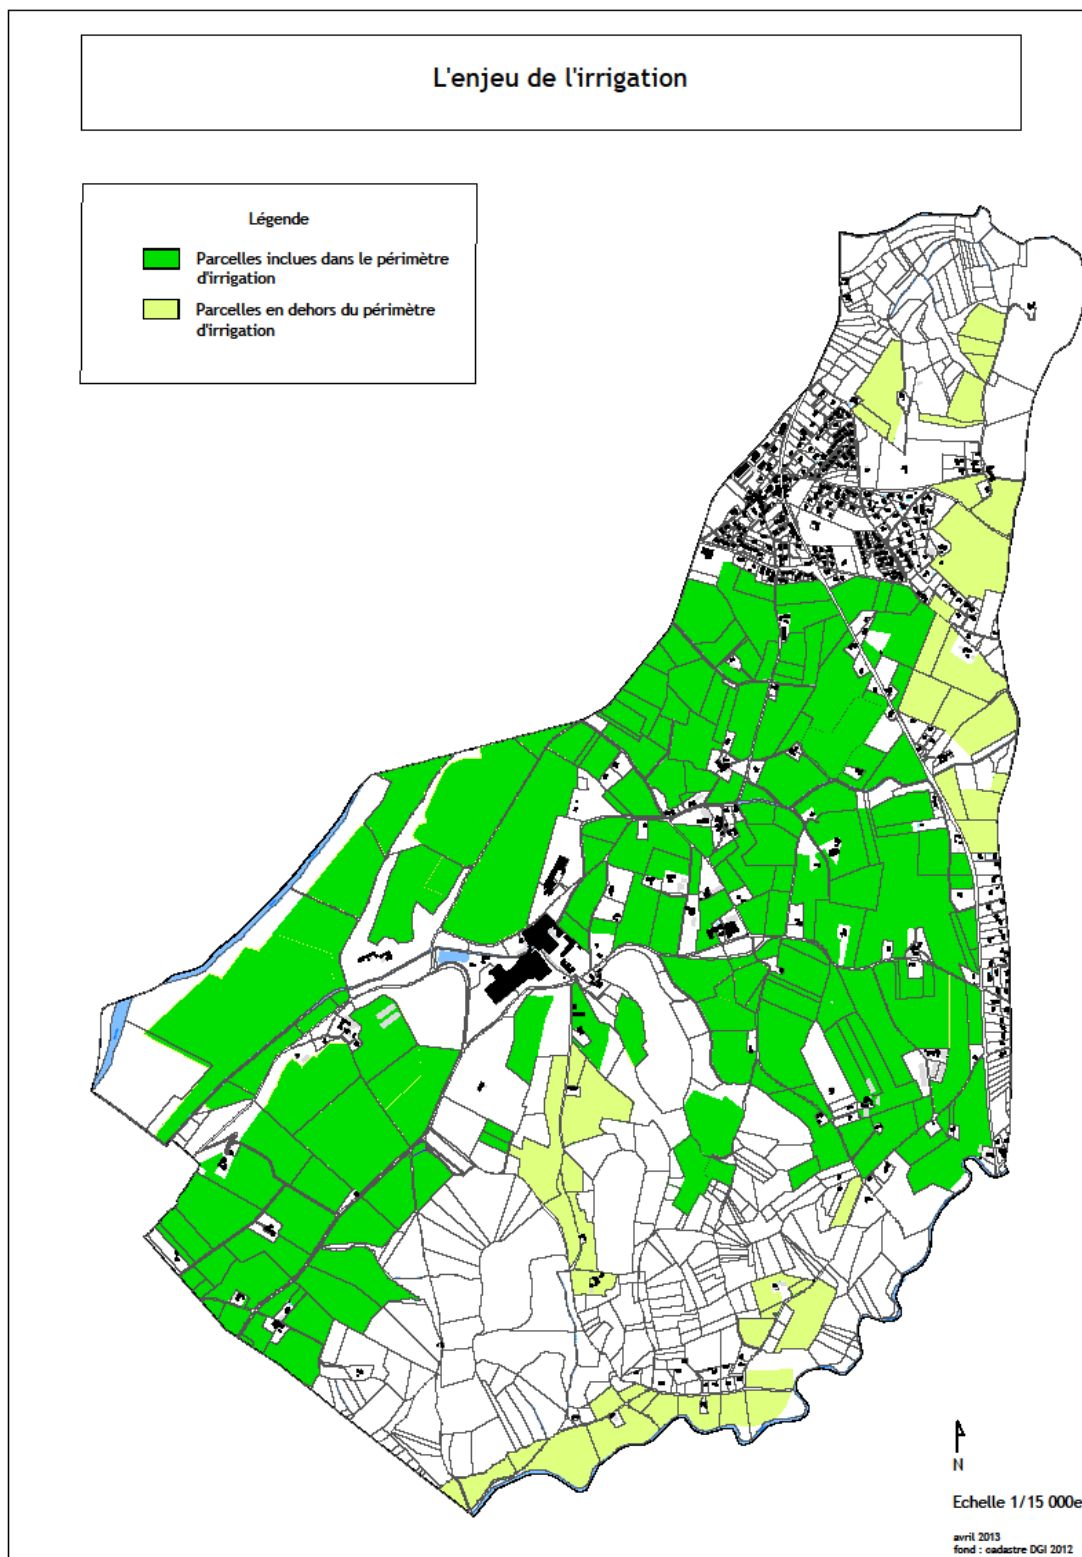 L'enjeu de l'irrigation
Légende
Parcelles inclues dans le périmètre
d'irrigation
Parcelles en dehors du périmètre
d'irrigation
N
Echelle 1/15 000e
avril 2013
fond : cadastre DGI 2012